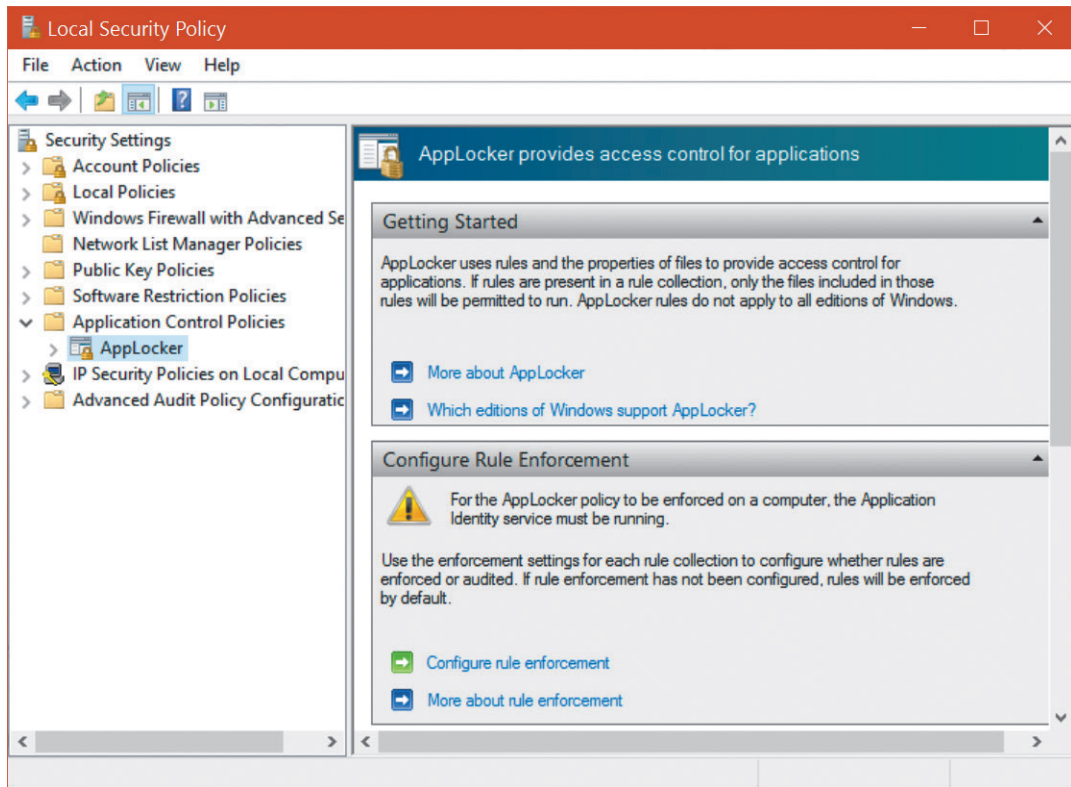 Local Security Policy
File Action View Help
Security Settings
Account Policies
Local Policies
Windows Firewall with Advanced Se
Network List Manager Policies
Public Key Policies
Software Restriction Policies
Application Control Policies
AppLocker
IP Security Policies on Local Compu
Advanced Audit Policy Configuratic
AppLocker provides access control for applications
Getting Started
AppLocker uses rules and the properties of files to provide access control for
applications. If rules are present in a rule collection, only the files included in those
rules will be permitted to run. AppLocker rules do not apply to all editions of Windows.
More about AppLocker
Which editions of Windows support AppLocker?
Configure Rule Enforcement
For the AppLocker policy to be enforced on a computer, the Application
Identity service must be running.
Use the enforcement settings for each rule collection to configure whether rules are
enforced or audited. If rule enforcement has not been configured, rules will be enforced
by default.
Configure rule enforcement
More about rule enforcement